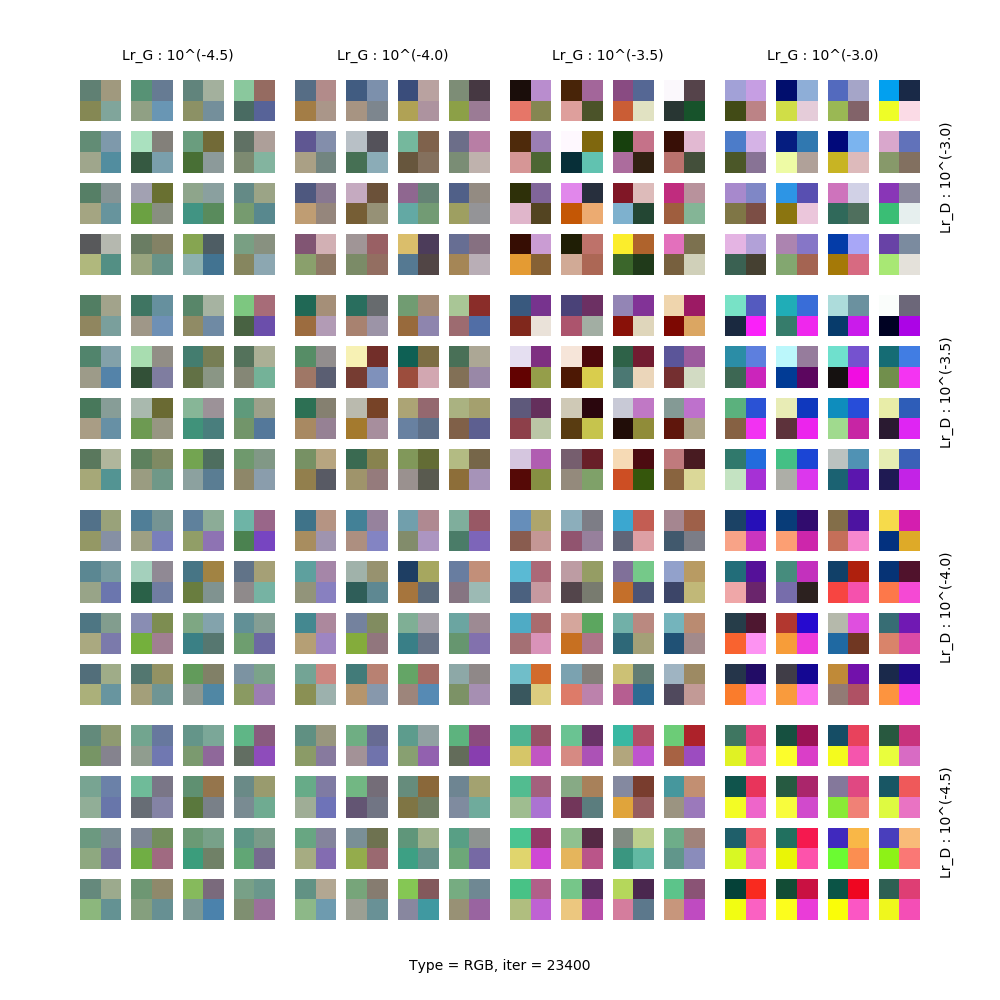 Lr_G : 10^(-4.5)
Lr_G : 10^(-4.0)
Lr_G : 10^(-3.5)
Lr_G : 10^(-3.0)
Lr_D : 10^(-3.0)
Lr_D : 10^(-3.5)
Lr_D : 10^(-4.0)
Lr_D : 10^(-4.5)
Type = RGB, iter = 23400